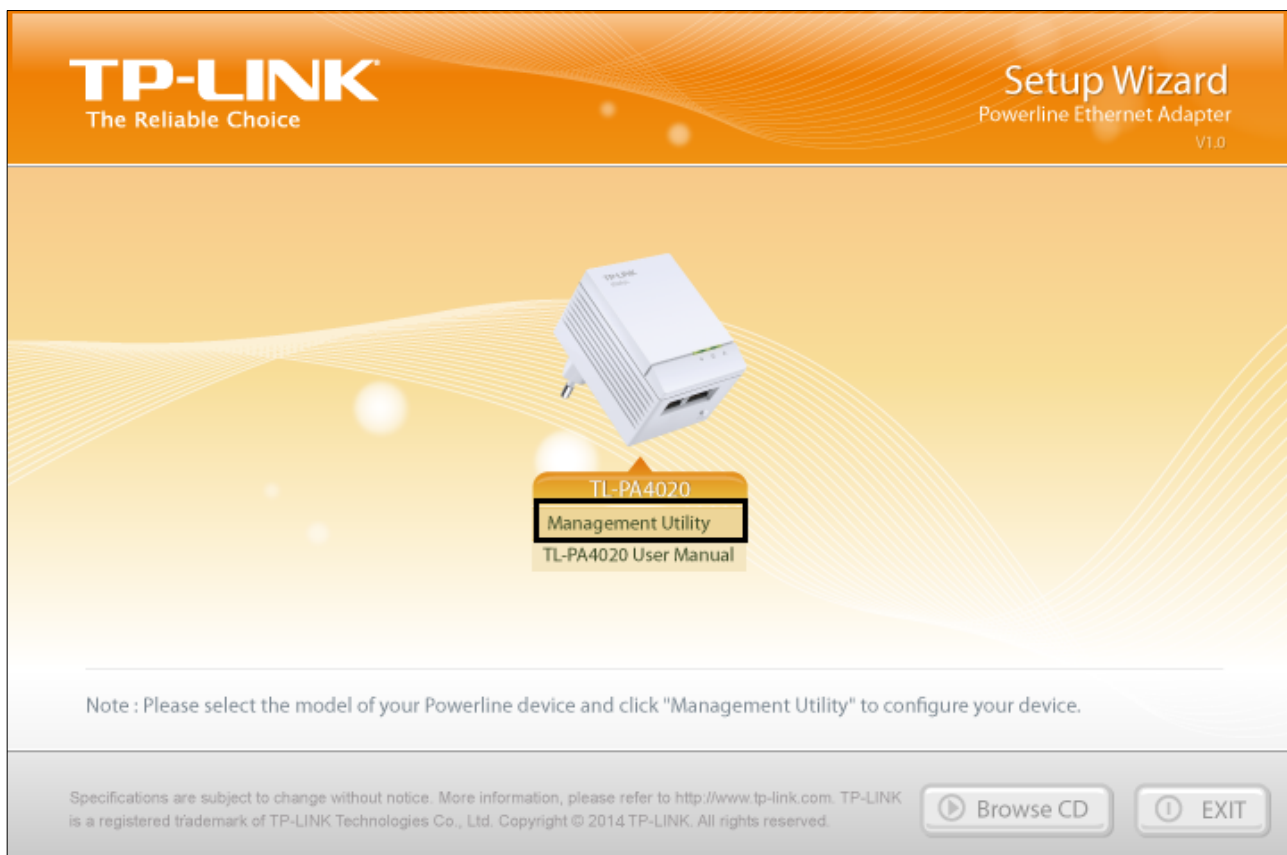 TP-LINK
The Reliable Choice
Setup Wizard
Powerline Ethernet Adapter
V1.0
TP-LINK
TL-PA4020
Management Utility
TL-PA4020 User Manual
Note : Please select the model of your Powerline device and click "Management Utility" to configure your device.
Specifications are subject to change without notice. More information, please refer to http://www.tp-link.com. TP-LINK
is a registered trademark of TP-LINK Technologies Co., Ltd. Copyright © 2014 TP-LINK. All rights reserved.
Browse CD
EXIT